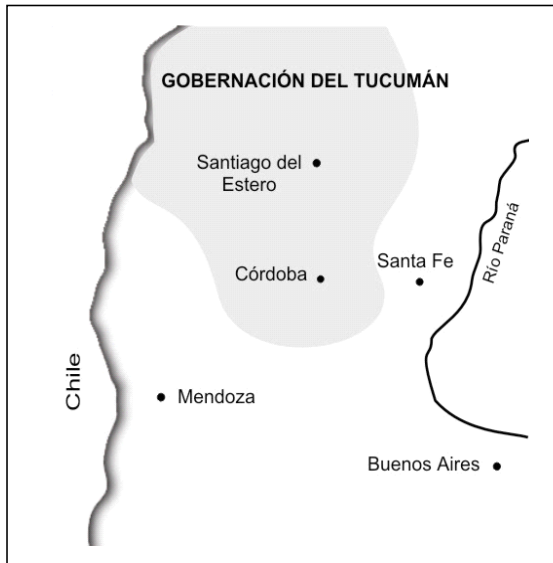 GOBERNACIÓN DEL TUCUMÁN
Santiago del
Estero
Córdoba
Santa Fe
Río Paraná
Chile
Mendoza
Buenos Aires